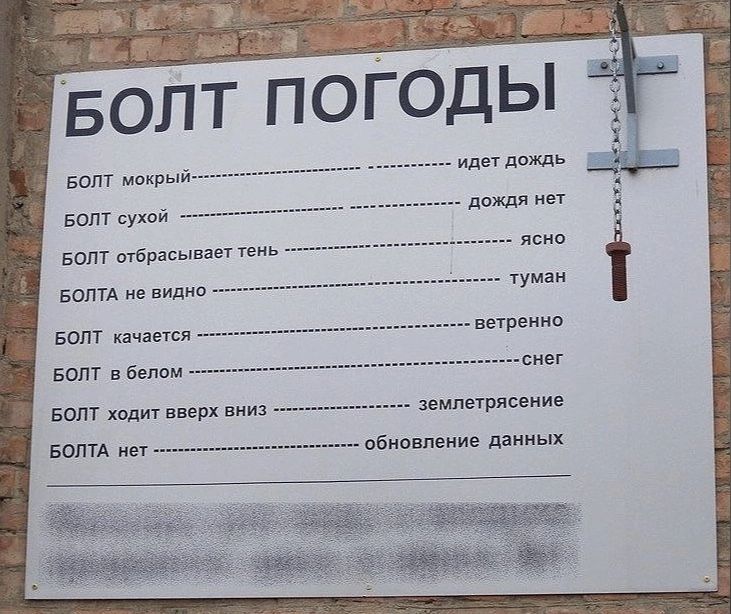 БОЛТ ПОГОДЫ
БОЛТ мокрый---------------------------- -------------- идет дождь
БОЛТ сухой --------------------------- ------------------ дождя нет
БОЛТ отбрасывает тень ------------------------------ ясно
БОЛТА не видно -------------------------------------- туман
БОЛТ качается ------------------------------------ ветренно
БОЛТ в белом --------------------------------------------снег
БОЛТ ходит вверх вниз ------------------ землетрясение
БОЛТА нет --------------------------- обновление данных